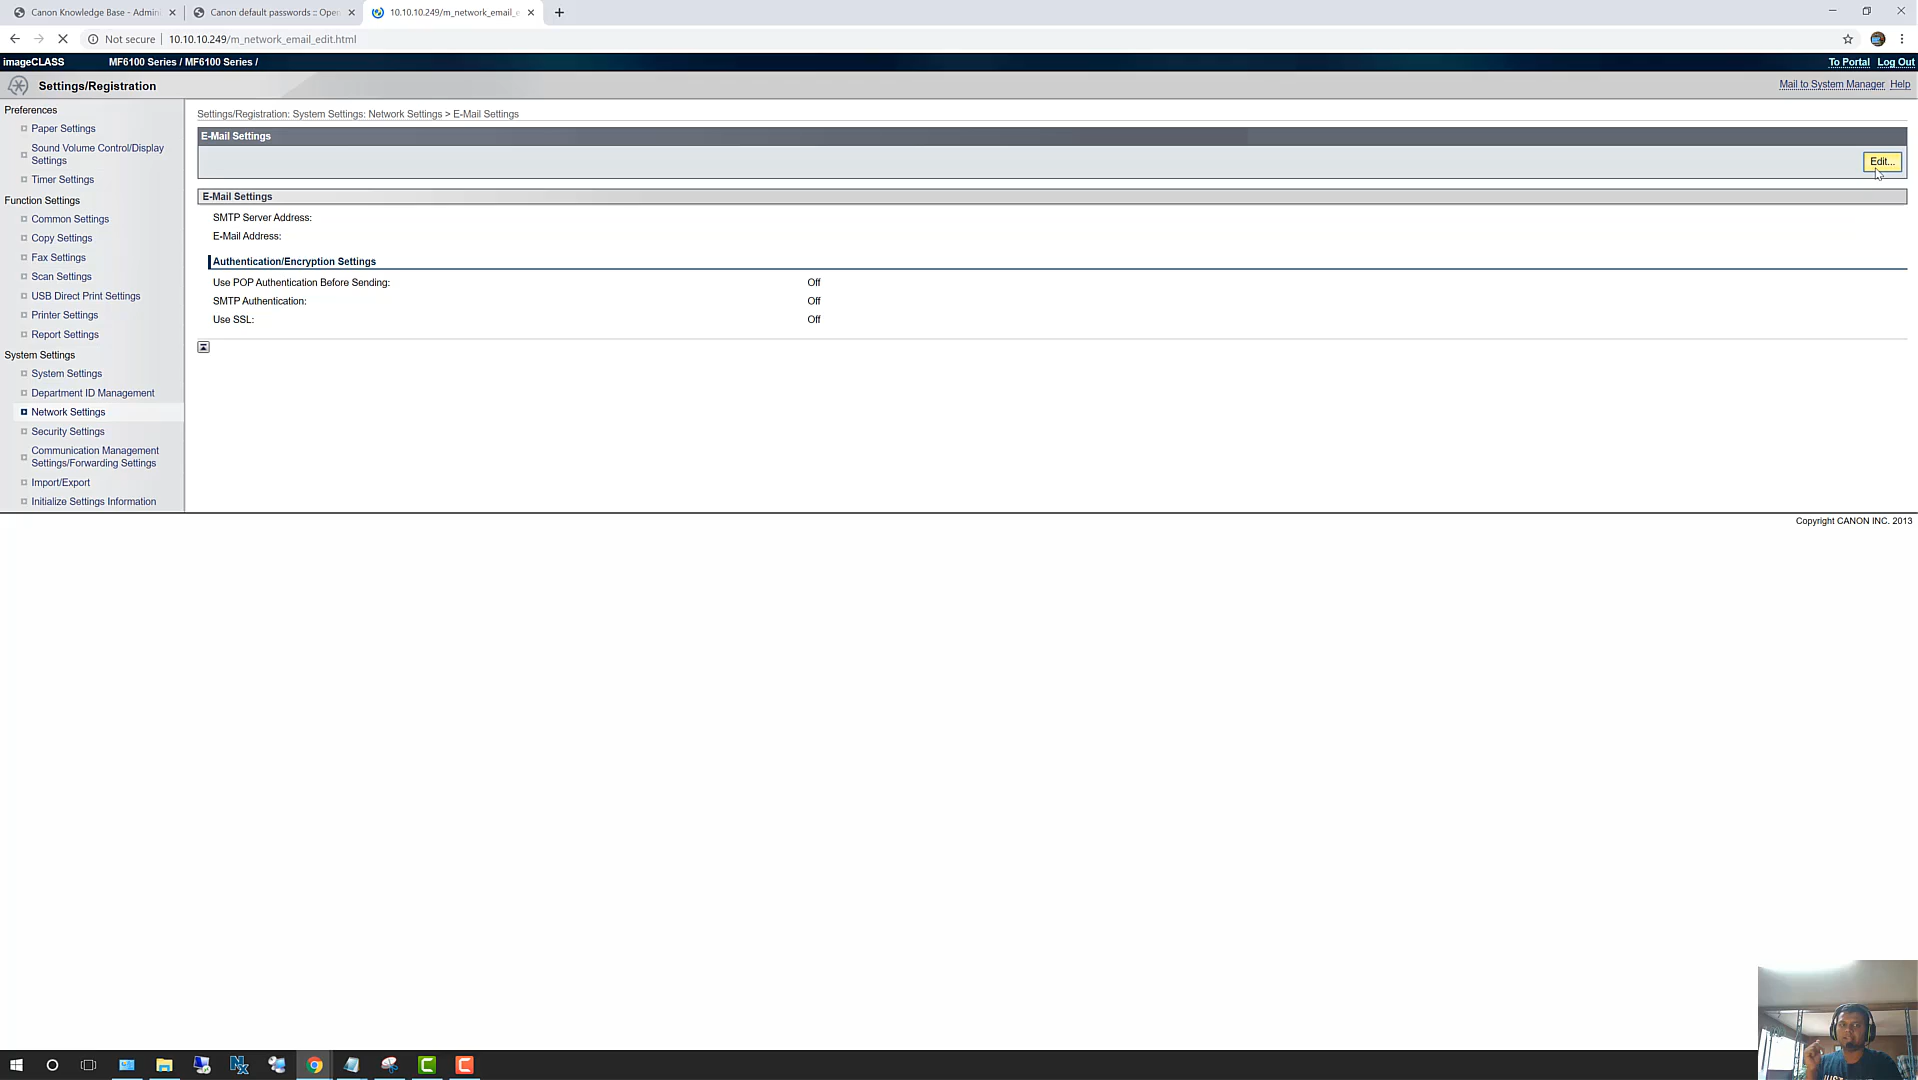 Canon Knowledge Base - Admin
Canon default passwords :: Open
10.10.10.249/m_network_email_e
Not secure
10.10.10.249/m_network_email_edit.html
imageCLASS
MF6100 Series / MF6100 Series /
To Portal
Log Out
Settings/Registration
Mail to System Manager
Help
Preferences
Paper Settings
Sound Volume Control/Display
Settings
Timer Settings
Function Settings
Common Settings
Copy Settings
Fax Settings
Scan Settings
USB Direct Print Settings
Printer Settings
Report Settings
System Settings
System Settings
Department ID Management
Network Settings
Security Settings
Communication Management
Settings/Forwarding Settings
Import/Export
Initialize Settings Information
Settings/Registration: System Settings: Network Settings > E-Mail Settings
E-Mail Settings
Edit...
E-Mail Settings
SMTP Server Address:
E-Mail Address:
Authentication/Encryption Settings
Use POP Authentication Before Sending: Off
SMTP Authentication: Off
Use SSL: Off
Copyright CANON INC. 2013